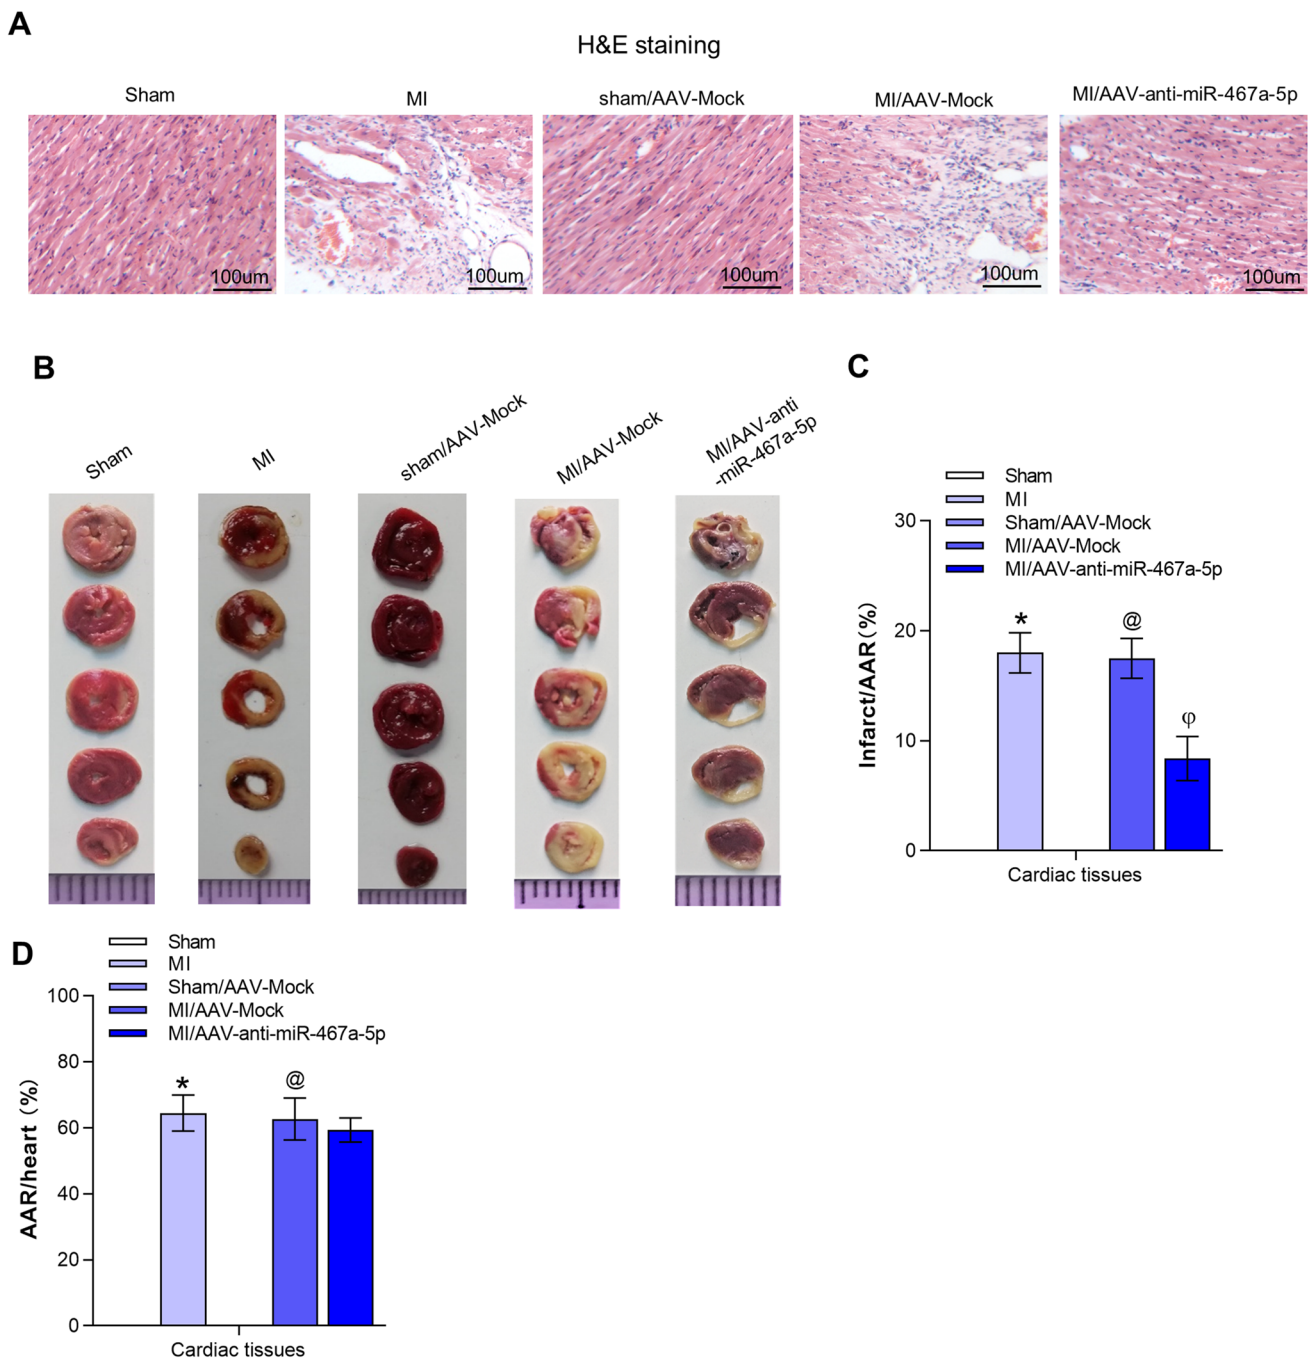 A
H&E staining
Sham
MI
sham/AAV-Mock
MI/AAV-Mock
MI/AAV-anti-miR-467a-5p
100um
100um
100um
100um
100um
B
Sham
MI
sham/AAV-Mock
MI/AAV-Mock
MI/AAV-anti
-miR-467a-5p
C
Sham
MI
Sham/AAV-Mock
MI/AAV-Mock
MI/AAV-anti-miR-467a-5p
30
20
10
0
Infarct/AAR(%)
*
@
φ
Cardiac tissues
D
Sham
MI
Sham/AAV-Mock
MI/AAV-Mock
MI/AAV-anti-miR-467a-5p
100
80
60
40
20
0
AAR/heart (%)
*
@
Cardiac tissues